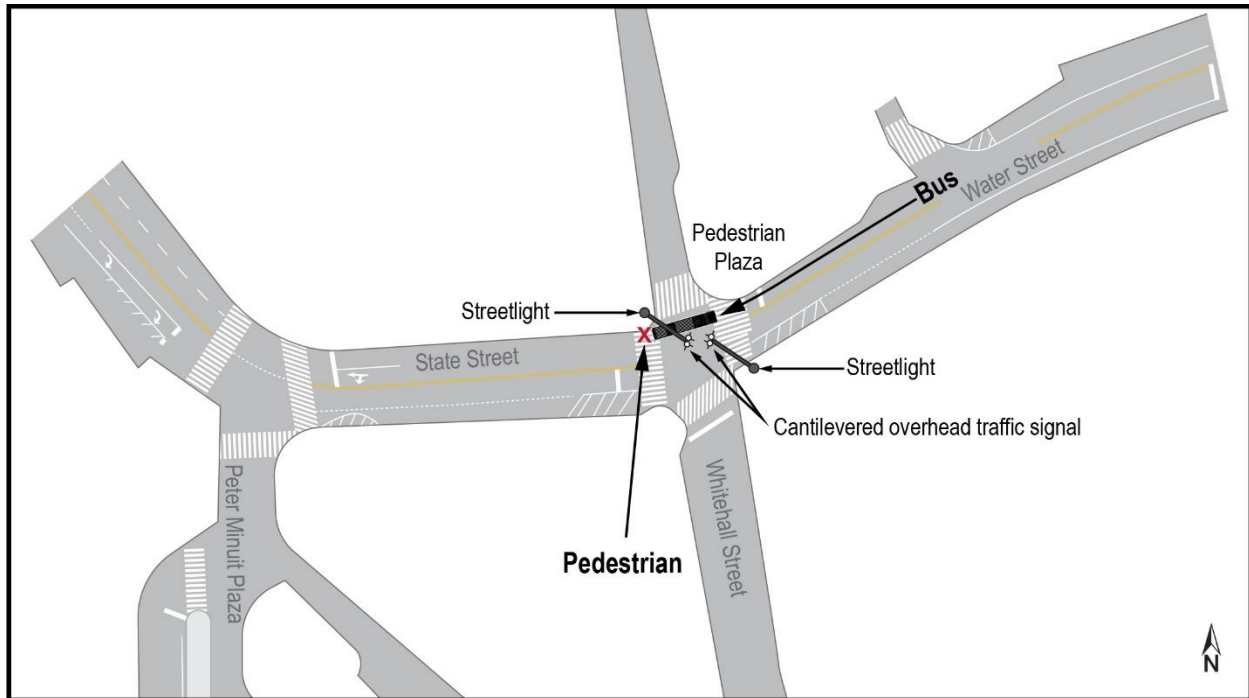 Water Street
Bus
Pedestrian
Plaza
Streetlight
State Street
Streetlight
Cantilevered overhead traffic signal
Whitehall Street
Peter Minuit Plaza
Pedestrian
N